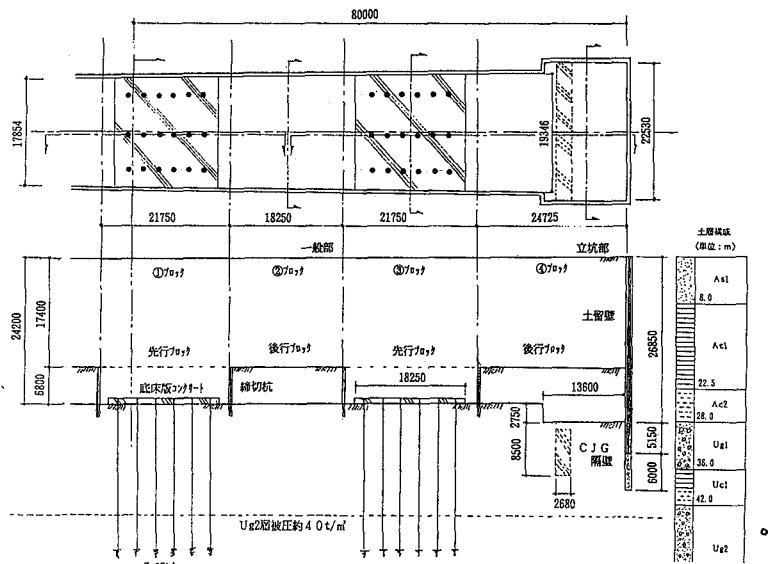 80000
17854
19346
22530
21750
18250
21750
24725
一般部
立坑部
土層構成
(単位:m)
①ブロック
②ブロック
③ブロック
④ブロック
As1
8.0
24200
17400
土留壁
26850
Ac1
先行ブロック
後行ブロック
先行ブロック
後行ブロック
6800
底床版コンクリート
締切杭
18250
13600
22.5
Ac2
28.0
2750
8500
CJG
隔壁
5150
6000
2680
Ug1
36.0
Uc1
42.0
Ug2層被圧約40t/㎡
Ug2